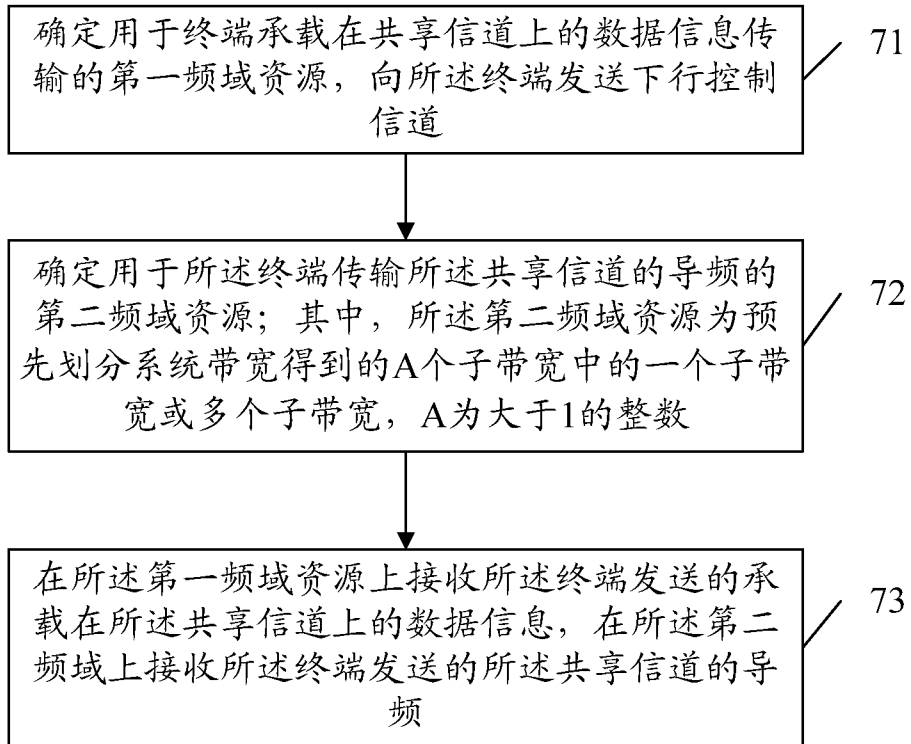 确定用于终端承载在共享信道上的数据信息传
输的第一频域资源，向所述终端发送下行控制
信道
71
确定用于所述终端传输所述共享信道的导频的
第二频域资源；其中，所述第二频域资源为预
先划分系统带宽得到的A个子带宽中的一个子带
宽或多个子带宽，A为大于1的整数
72
在所述第一频域资源上接收所述终端发送的承
载在所述共享信道上的数据信息，在所述第二
频域上接收所述终端发送的所述共享信道的导
频
73